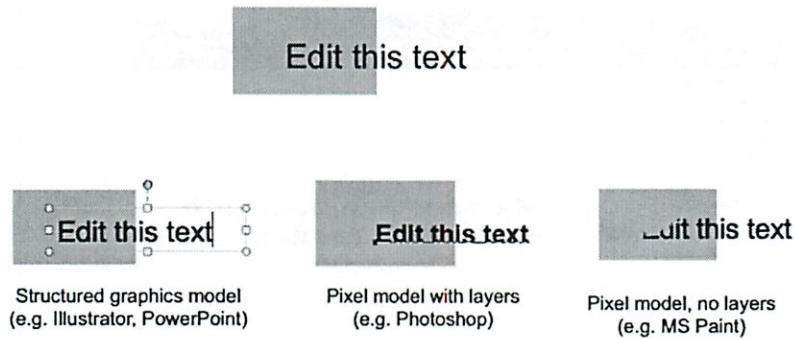 Edit this text
Edit this text
Edit this text
dit this text
Structured graphics model
(e.g. Illustrator, PowerPoint)
Pixel model with layers
(e.g. Photoshop)
Pixel model, no layers
(e.g. MS Paint)